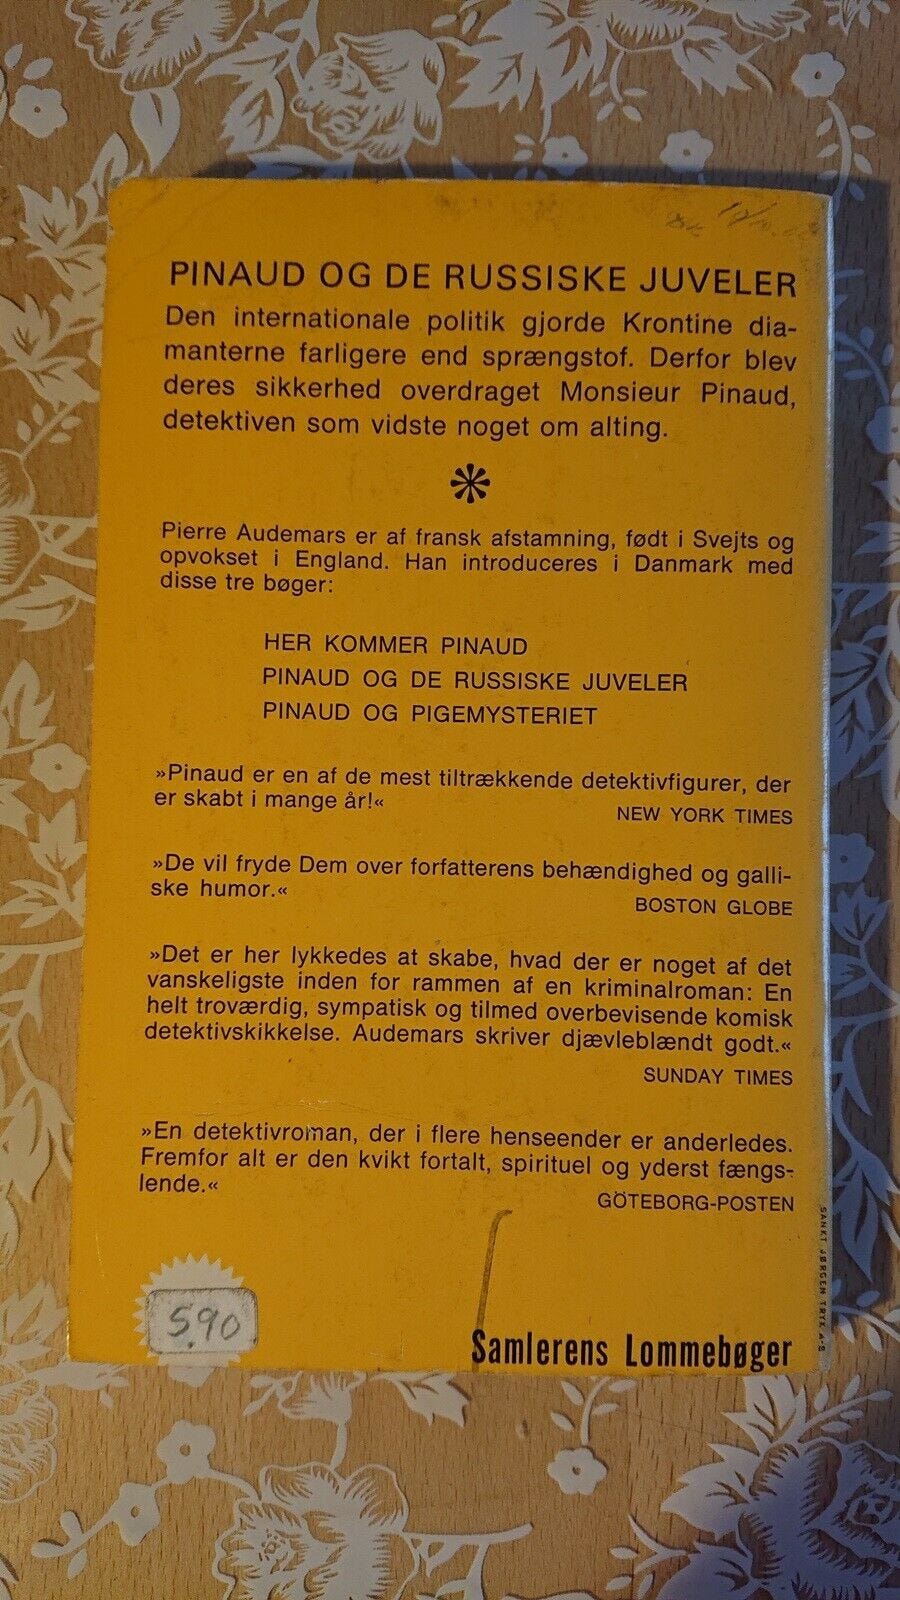 PINAUD OG DE RUSSISKE JUVELER
Den internationale politik gjorde Krontine dia-
manterne farligere end sprængstof. Derfor blev
deres sikkerhed overdraget Monsieur Pinaud,
detektiven som vidste noget om alting.
Pierre Audemars er af fransk afstamning, født i Svejts og
opvokset i England. Han introduceres i Danmark med
disse tre bøger:
HER KOMMER PINAUD
PINAUD OG DE RUSSISKE JUVELER
PINAUD OG PIGEMYSTERIET
»Pinaud er en af de mest tiltrækkende detektivfigurer, der
er skabt i mange år!«
NEW YORK TIMES
»De vil fryde Dem over forfatterens behændighed og galli-
ske humor.«
BOSTON GLOBE
»Det er her lykkedes at skabe, hvad der er noget af det
vanskeligste inden for rammen af en kriminalroman: En
helt troværdig, sympatisk og tilmed overbevisende komisk
detektivskikkelse. Audemars skriver djævleblændt godt.«
SUNDAY TIMES
»En detektivroman, der i flere henseender er anderledes.
Fremfor alt er den kvikt fortalt, spirituel og yderst fængs-
lende.«
GÖTEBORG-POSTEN
SANKT JØRGEN TRYK A-S
5.90
Samlerens Lommebøger